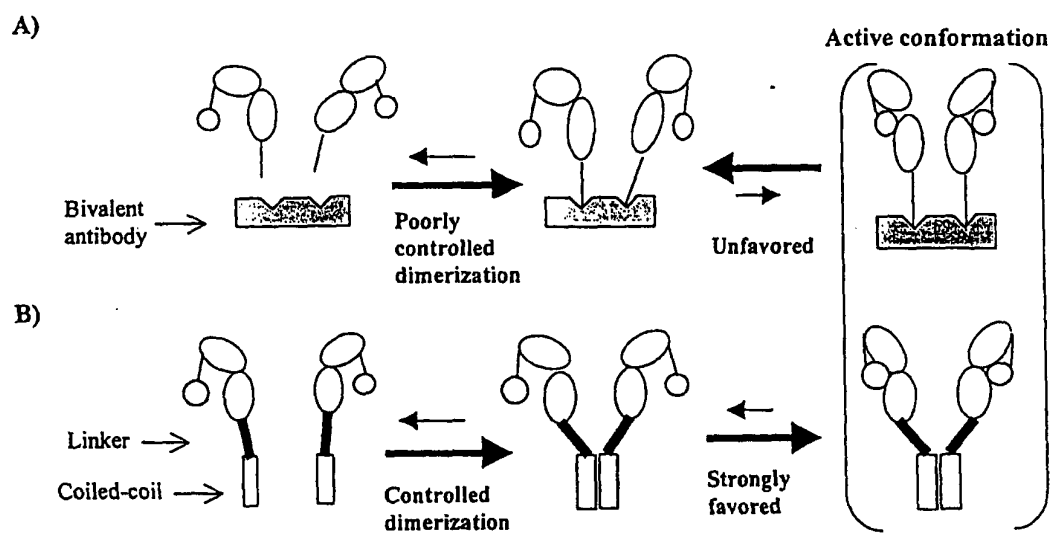 A)
Active conformation
Bivalent
antibody
Poorly
controlled
dimerization
Unfavored
B)
Linker
Coiled-coil
Controlled
dimerization
Strongly
favored